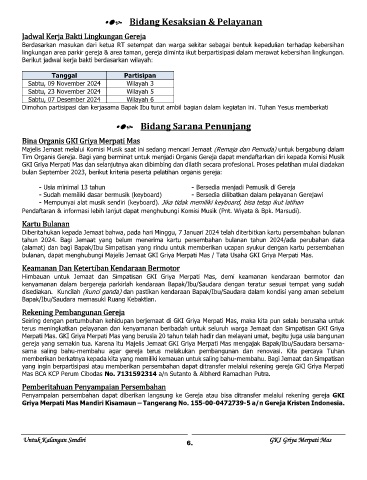 Bidang Kesaksian & Pelayanan
Jadwal Kerja Bakti Lingkungan Gereja
Berdasarkan masukan dari ketua RT setempat dan warga sekitar sebagai bentuk kepedulian terhadap kebersihan
lingkungan area parkir gereja & area taman, gereja diminta ikut berpartisipasi dalam merawat kebersihan lingkungan.
Berikut jadwal kerja bakti berdasarkan wilayah:
Tanggal Partisipan
Sabtu, 09 November 2024 Wilayah 3
Sabtu, 23 November 2024 Wilayah 5
Sabtu, 07 Desember 2024 Wilayah 6
Dimohon partisipasi dan kerjasama Bapak Ibu turut ambil bagian dalam kegiatan ini. Tuhan Yesus memberkati
Bidang Sarana Penunjang
Bina Organis GKI Griya Merpati Mas
Majelis Jemaat melalui Komisi Musik saat ini sedang mencari Jemaat (Remaja dan Pemuda) untuk bergabung dalam
Tim Organis Gereja. Bagi yang berminat untuk menjadi Organis Gereja dapat mendaftarkan diri kepada Komisi Musik
GKI Griya Merpati Mas dan selanjutnya akan dibimbing dan dilatih secara profesional. Proses pelatihan mulai diadakan
bulan September 2023, berikut kriteria peserta pelatihan organis gereja:
- Usia minimal 13 tahun - Bersedia menjadi Pemusik di Gereja
- Sudah memiliki dasar bermusik (keyboard) - Bersedia dilibatkan dalam pelayanan Gerejawi
- Mempunyai alat musik sendiri (keyboard). Jika tidak memiliki keyboard, bisa tetap ikut latihan
Pendaftaran & informasi lebih lanjut dapat menghubungi Komisi Musik (Pnt. Wiyata & Bpk. Marsudi).
Kartu Bulanan
Diberitahukan kepada Jemaat bahwa, pada hari Minggu, 7 Januari 2024 telah diterbitkan kartu persembahan bulanan
tahun 2024. Bagi Jemaat yang belum menerima kartu persembahan bulanan tahun 2024/ada perubahan data
(alamat) dan bagi Bapak/Ibu Simpatisan yang rindu untuk memberikan ucapan syukur dengan kartu persembahan
bulanan, dapat menghubungi Majelis Jemaat GKI Griya Merpati Mas / Tata Usaha GKI Griya Merpati Mas.
Keamanan Dan Ketertiban Kendaraan Bermotor
Himbauan untuk Jemaat dan Simpatisan GKI Griya Merpati Mas, demi keamanan kendaraan bermotor dan
kenyamanan dalam bergereja parkirlah kendaraan Bapak/Ibu/Saudara dengan teratur sesuai tempat yang sudah
disediakan. Kuncilah (kunci ganda) dan pastikan kendaraan Bapak/Ibu/Saudara dalam kondisi yang aman sebelum
Bapak/Ibu/Saudara memasuki Ruang Kebaktian.
Rekening Pembangunan Gereja
Seiring dengan pertumbuhan kehidupan berjemaat di GKI Griya Merpati Mas, maka kita pun selalu berusaha untuk
terus meningkatkan pelayanan dan kenyamanan beribadah untuk seluruh warga Jemaat dan Simpatisan GKI Griya
Merpati Mas. GKI Griya Merpati Mas yang berusia 20 tahun telah hadir dan melayani umat, begitu juga usia bangunan
gereja yang semakin tua. Karena itu Majelis Jemaat GKI Griya Merpati Mas mengajak Bapak/Ibu/Saudara bersama-
sama saling bahu-membahu agar gereja terus melakukan pembangunan dan renovasi. Kita percaya Tuhan
memberikan berkatnya kepada kita yang memiliki kemauan untuk saling bahu-membahu. Bagi Jemaat dan Simpatisan
yang ingin berpartisipasi atau memberikan persembahan dapat ditransfer melalui rekening gereja GKI Griya Merpati
Mas BCA KCP Perum Cibodas No. 7131592314 a/n Sutanto & Abiherd Ramadhan Putra.
Pemberitahuan Penyampaian Persembahan
Penyampaian persembahan dapat diberikan langsung ke Gereja atau bisa ditransfer melalui rekening gereja GKI
Griya Merpati Mas Mandiri Kisamaun – Tangerang No. 155-00-0472739-5 a/n Gereja Kristen Indonesia.
Untuk Kalangan Sendiri GKI Griya Merpati Mas
6.